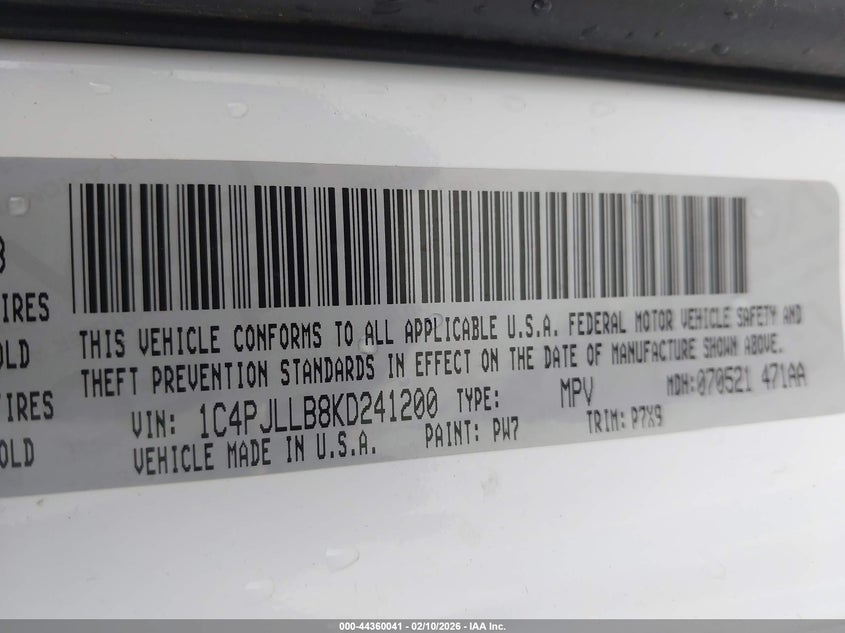 8
IRES
OLD
IRES
OLD
THIS VEHICLE CONFORMS TO ALL APPLICABLE U.S.A. FEDERAL MOTOR VEHICLE SAFETY AND
THEFT PREVENTION STANDARDS IN EFFECT ON THE DATE OF MANUFACTURE SHOWN ABOVE.
VIN: 1C4PJLLB8KD241200 TYPE: MPV MDH:070521 471AA
VEHICLE MADE IN U.S.A. PAINT: PW7 TRIM: P7X9
000-44360041 - 02/10/2026 - IAA Inc.